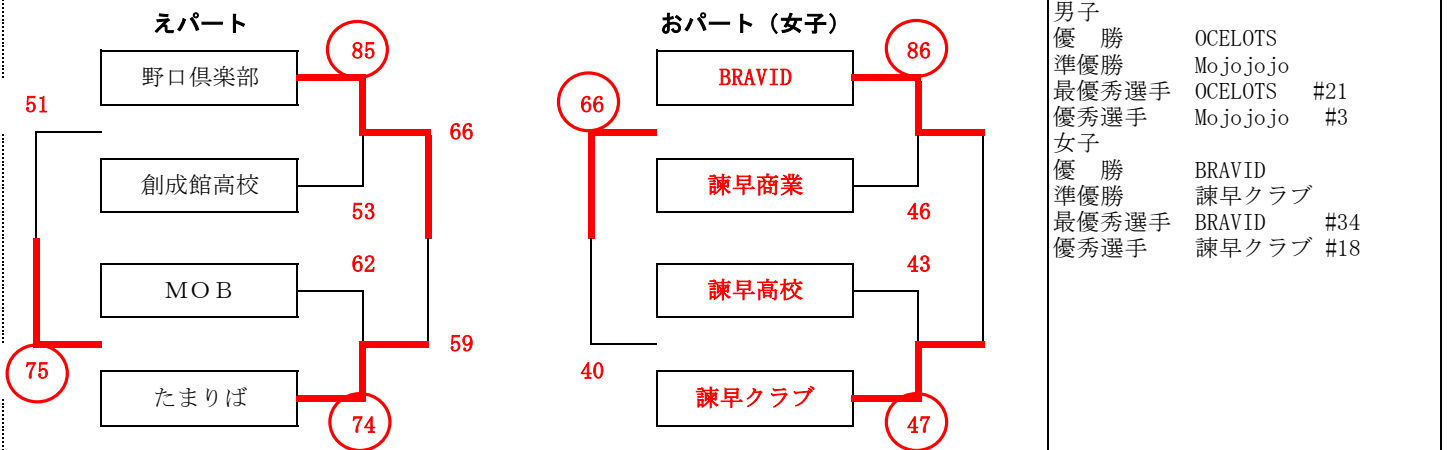 えパート
85
野口倶楽部
51
66
創成館高校
53
62
ＭＯＢ
59
75
たまりば
74
おパート（女子）
86
BRAVID
66
諫早商業
46
43
諫早高校
40
諫早クラブ
47
男子
優　勝　　　OCELOTS
準優勝　　　Mojojojo
最優秀選手　OCELOTS　 #21
優秀選手　　Mojojojo　 #3
女子
優　勝　　　BRAVID
準優勝　　　諫早クラブ
最優秀選手　BRAVID　　 #34
優秀選手　　諫早クラブ #18